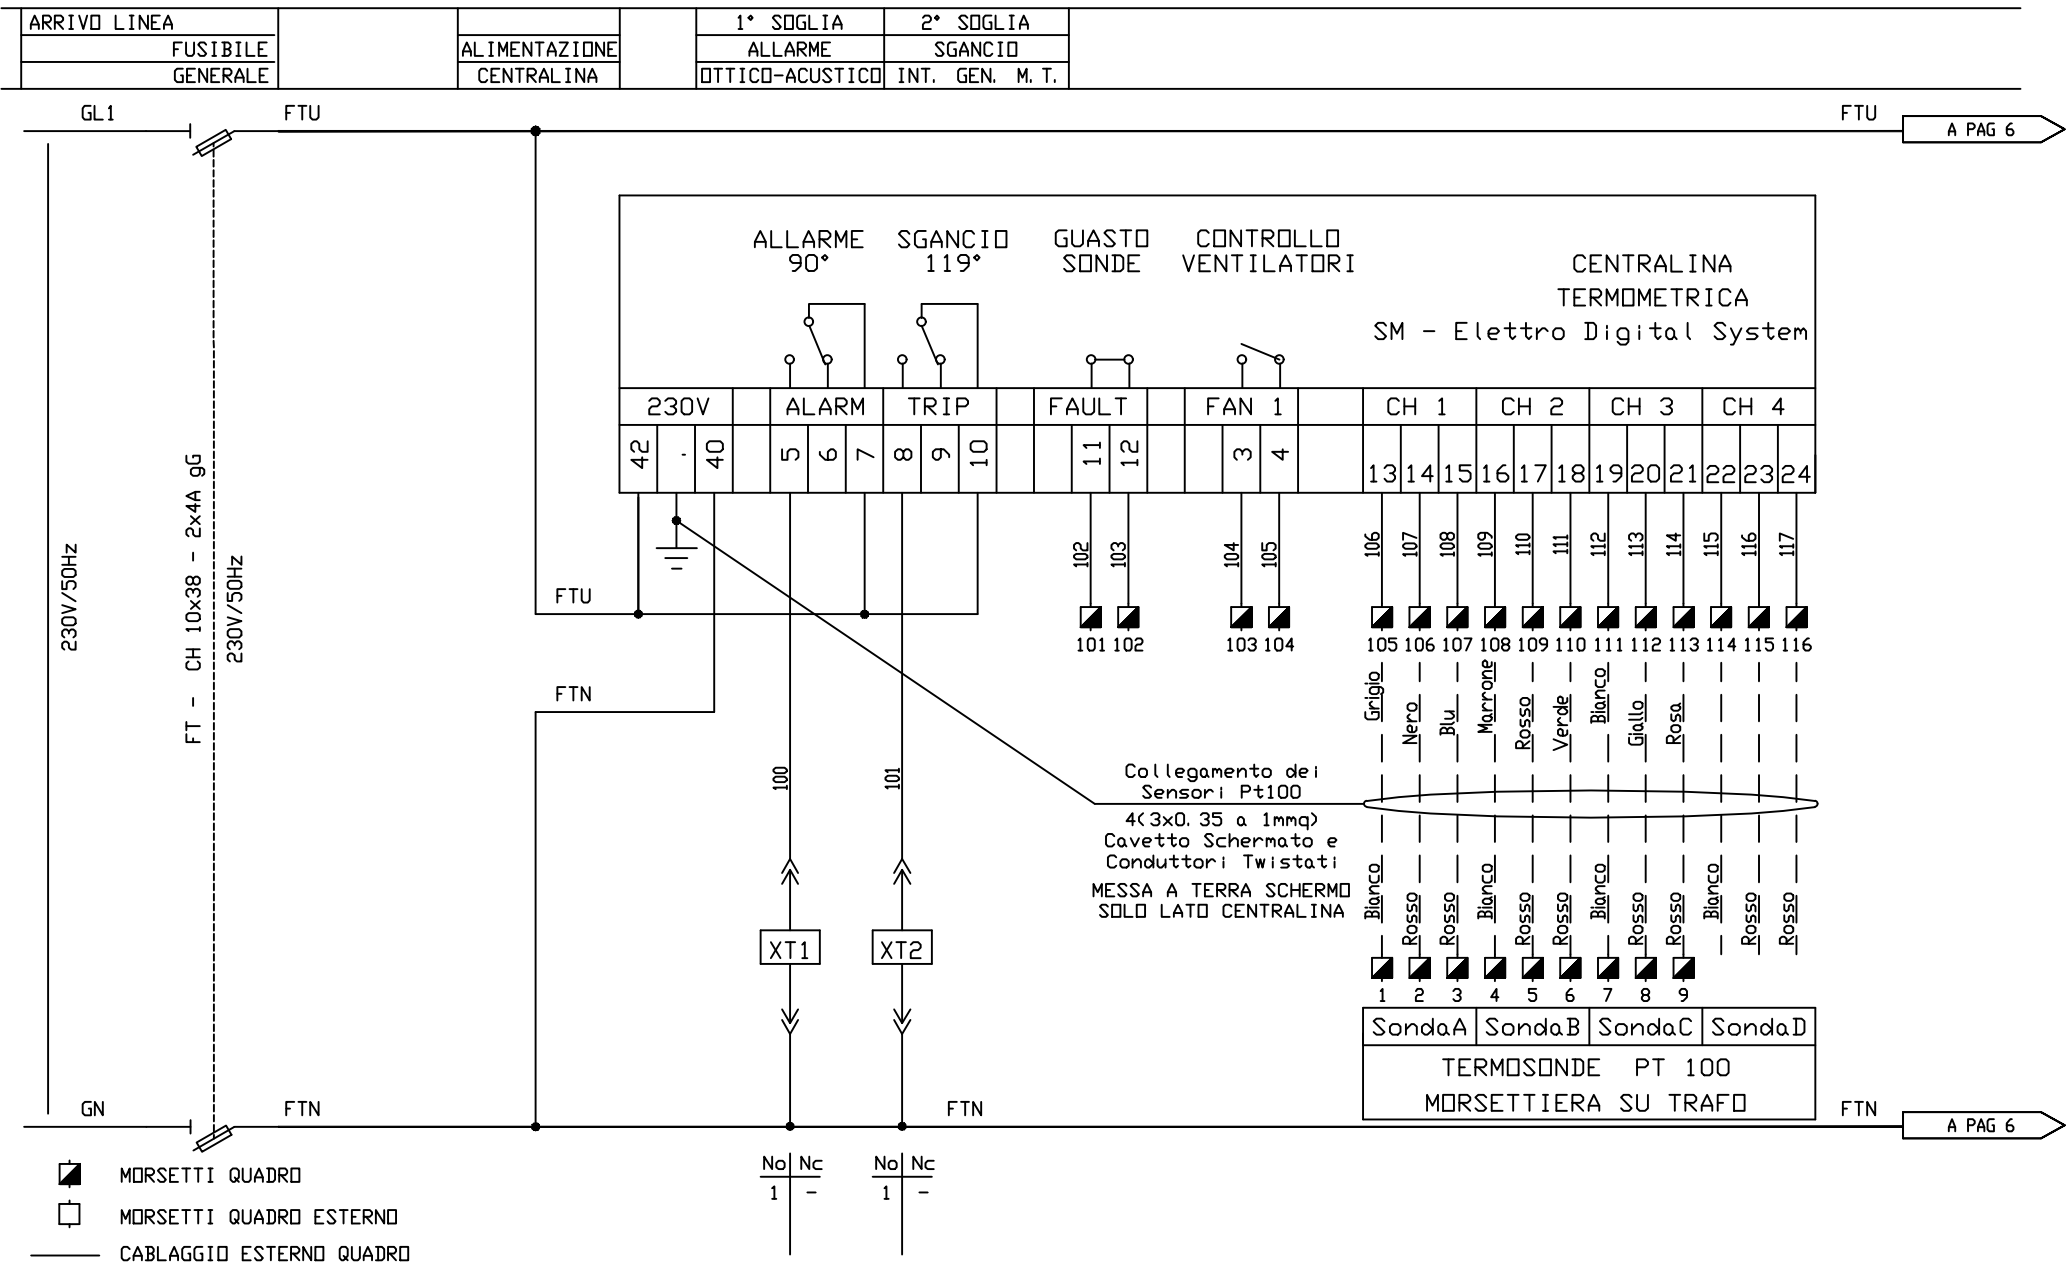 ARRIVO LINEA
1° SOGLIA
2° SOGLIA
FUSIBILE
ALIMENTAZIONE
ALLARME
SGANCIO
GENERALE
CENTRALINA
OTTICO-ACUSTICO
INT. GEN. M.T.
GL1
FTU
FTU
A PAG 6
ALLARME
90°
SGANCIO
119°
GUASTO
SONDE
CONTROLLO
VENTILATORI
CENTRALINA
TERMOMETRICA
SM - Elettro Digital System
230V
ALARM
TRIP
FAULT
FAN 1
CH 1
CH 2
CH 3
CH 4
42
.
40
5
6
7
8
9
10
11
12
3
4
13
14
15
16
17
18
19
20
21
22
23
24
230V/50Hz
FT - CH 10x38 - 2x4A gG
230V/50Hz
102
103
104
105
106
107
108
109
110
111
112
113
114
115
116
117
FTU
101
102
103
104
105
106
107
108
109
110
111
112
113
114
115
116
FTN
Grigio
Nero
Blu
Marrone
Rosso
Verde
Bianco
Giallo
Rosa
100
101
Collegamento dei
Sensori Pt100
4(3x0.35 a 1mmq)
Cavetto Schermato e
Conduttori Twistati
MESSA A TERRA SCHERMO
SOLO LATO CENTRALINA
Bianco
Rosso
Rosso
Bianco
Rosso
Rosso
Bianco
Rosso
Rosso
Bianco
Rosso
Rosso
XT1
XT2
1
2
3
4
5
6
7
8
9
SondaA
SondaB
SondaC
SondaD
TERMOSONDE PT 100
MORSETTIERA SU TRAFO
GN
FTN
FTN
FTN
A PAG 6
No
Nc
No
Nc
1
-
1
-
MORSETTI QUADRO
MORSETTI QUADRO ESTERNO
CABLAGGIO ESTERNO QUADRO